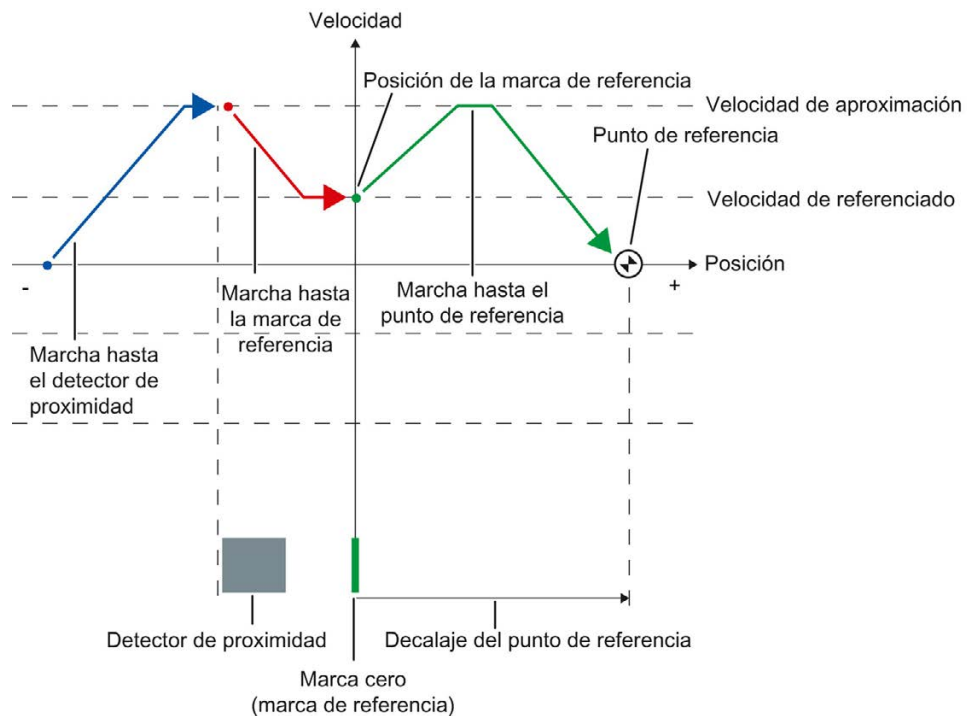 Velocidad
Posición de la marca de referencia
Velocidad de aproximación
Punto de referencia
Velocidad de referenciado
Posición
-
+
Marcha hasta
la marca de
referencia
Marcha hasta el
punto de referencia
Marcha hasta
el detector de
proximidad
Detector de proximidad
Decalaje del punto de referencia
Marca cero
(marca de referencia)